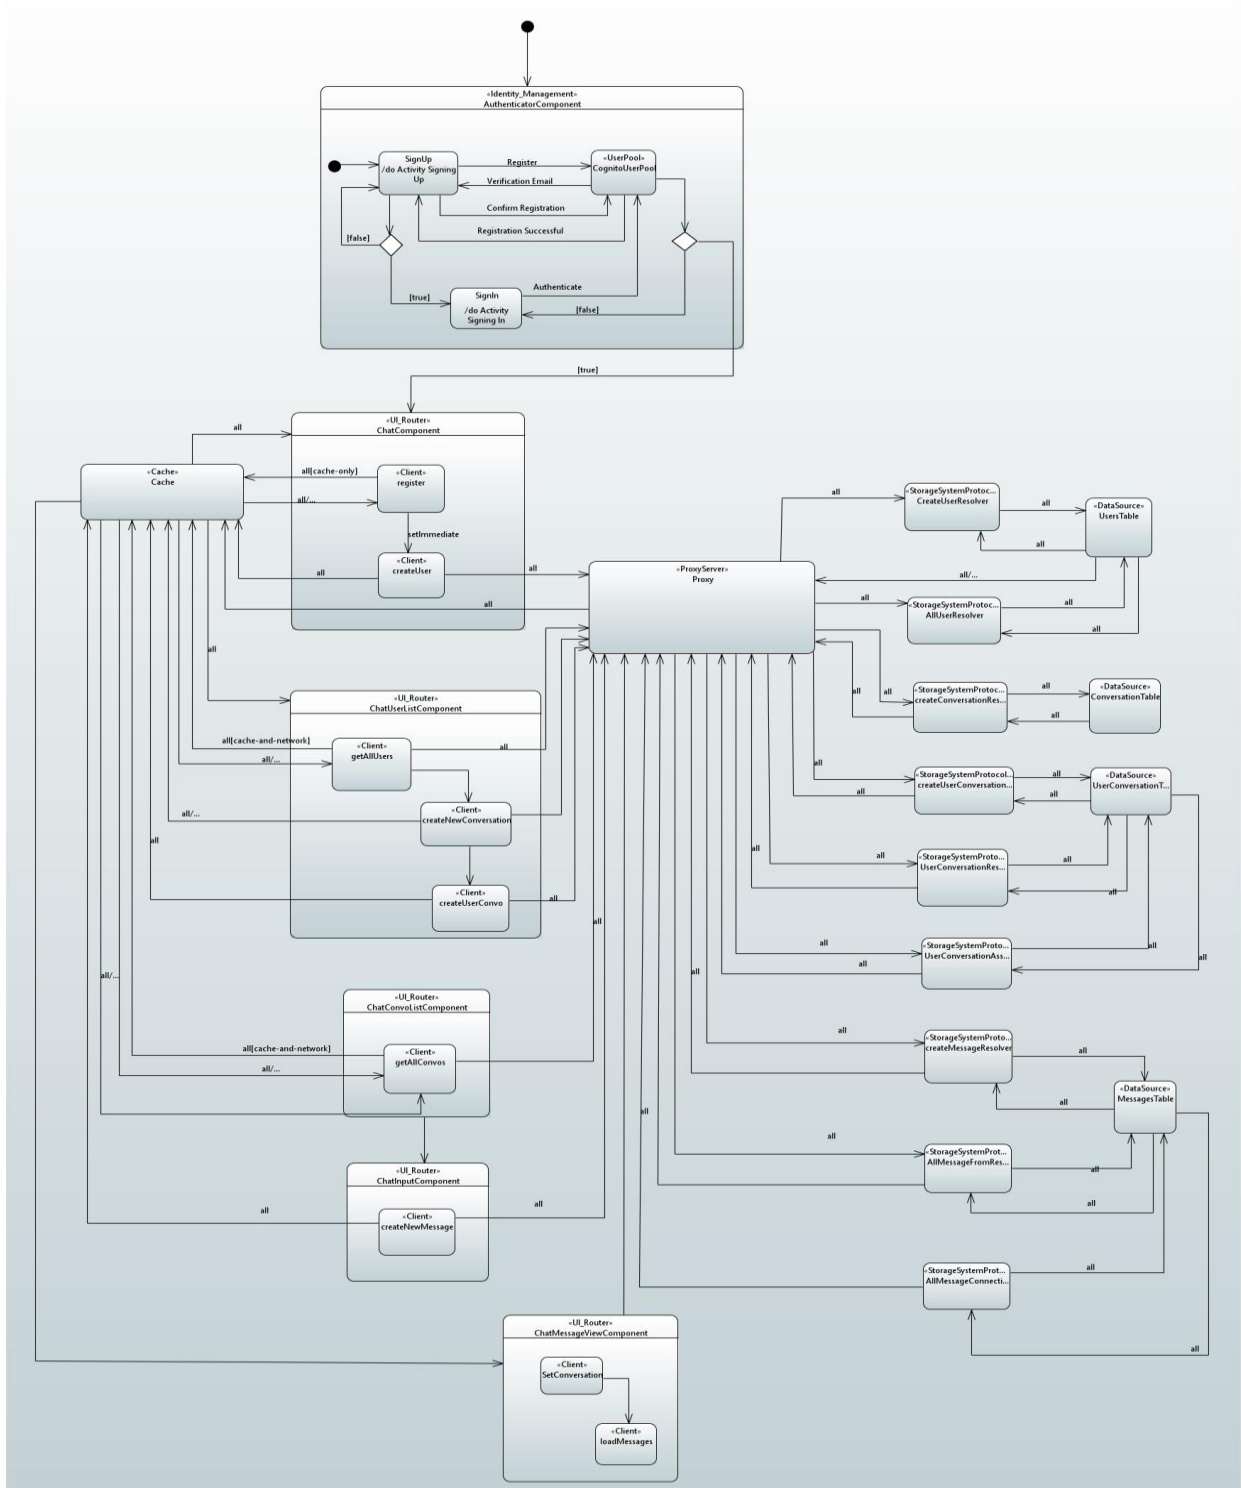 «Identity_Management»
AuthenticatorComponent
SignUp
/do Activity Signing
Up
Register
«UserPool»
CognitoUserPool
Verification Email
Confirm Registration
Registration Successful
[false]
[true]
SignIn
/do Activity
Signing In
Authenticate
[false]
[true]
«UI_Router»
ChatComponent
all
«Cache»
Cache
all[cache-only]
«Client»
register
all/...
setImmediate
«Client»
createUser
all
all
all
«ProxyServer»
Proxy
all
«StorageSystemProtoc...
CreateUserResolver
all
«DataSource»
UsersTable
all
all/...
all
«StorageSystemProtoc...
AllUserResolver
all
all
all
«UI_Router»
ChatUserListComponent
all[cache-and-network]
«Client»
getAllUsers
all
all/...
«Client»
createNewConversation
all/...
all
«Client»
createUserConvo
all
all
all
all
«StorageSystemProtoc...
createConversationRes...
all
«DataSource»
ConversationTable
all
all
«StorageSystemProtocol...
createUserConversation...
all
all
all
«DataSource»
UserConversationT...
all
all
«StorageSystemProto...
UserConversationRes...
all
all
all
«StorageSystemProto...
UserConversationAss...
all
all
all
all
all/...
«UI_Router»
ChatConvoListComponent
all[cache-and-network]
«Client»
getAllConvos
all/...
all
«StorageSystemProto...
createMessageResolver
all
«DataSource»
MessagesTable
all
all
all
«StorageSystemProt...
AllMessageFromRes...
all
all
«UI_Router»
ChatInputComponent
all
«Client»
createNewMessage
all
«StorageSystemProt...
AllMessageConnecti...
all
all
«UI_Router»
ChatMessageViewComponent
«Client»
SetConversation
«Client»
loadMessages